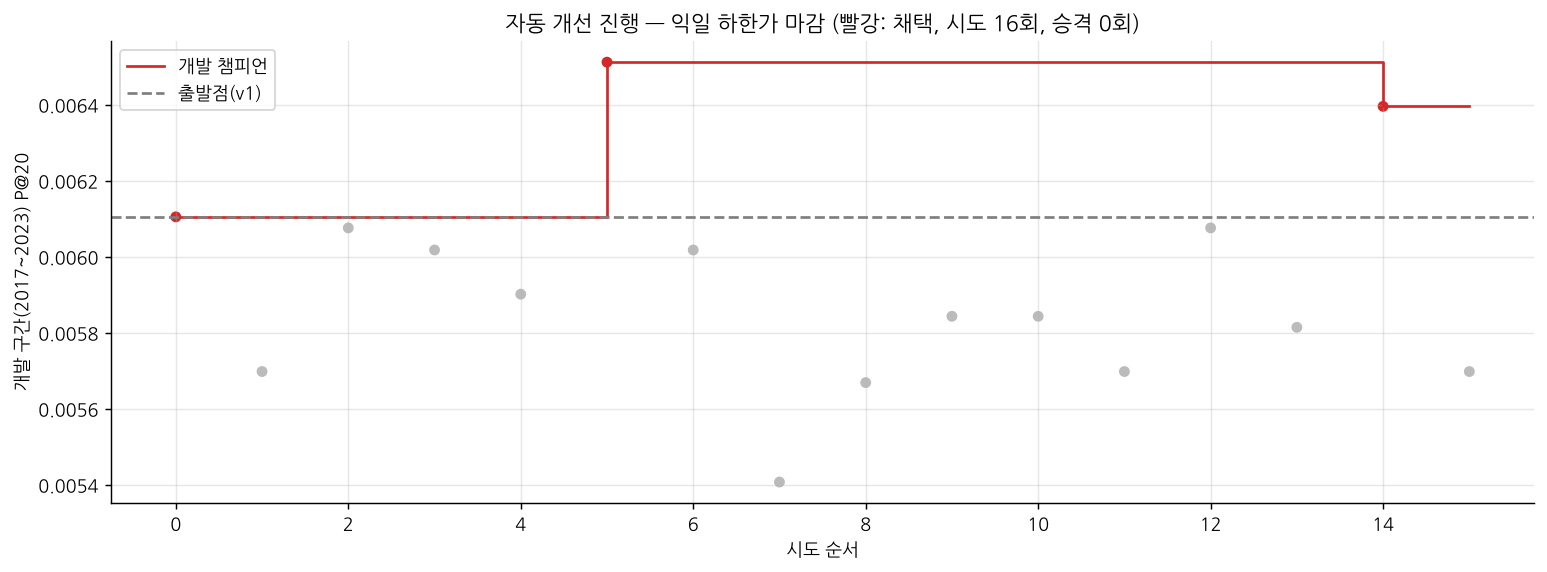 자동 개선 진행 — 익일 하한가 마감 (빨강: 채택, 시도 16회, 승격 0회)
개발 챔피언
출발점(v1)
개발 구간(2017~2023) P@20
0.0064
0.0062
0.0060
0.0058
0.0056
0.0054
0 2 4 6 8 10 12 14
시도 순서